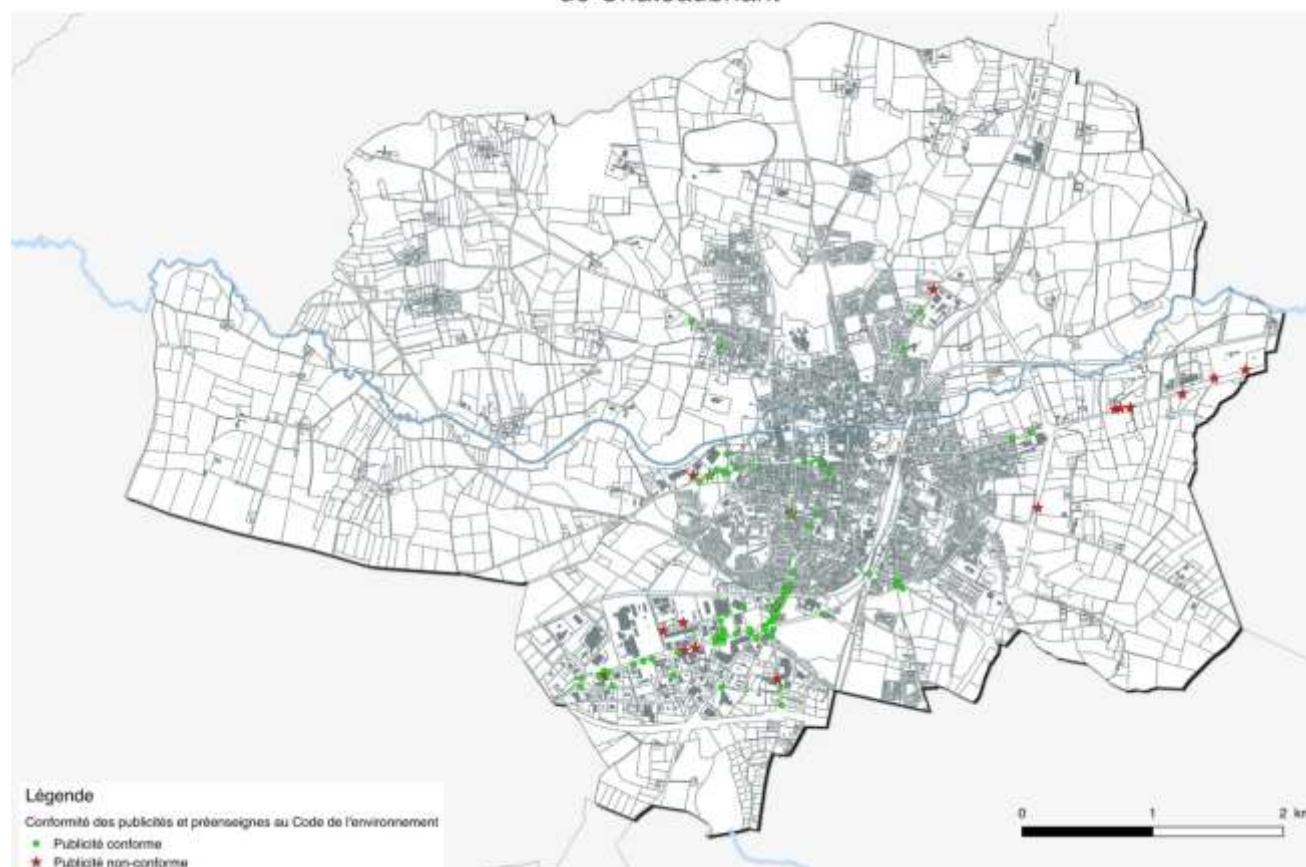 de Châteaubriant
Légende
Conformité des publicités et préenseignes au Code de l'environnement
Publicité conforme
Publicité non-conforme
0 1 2 km